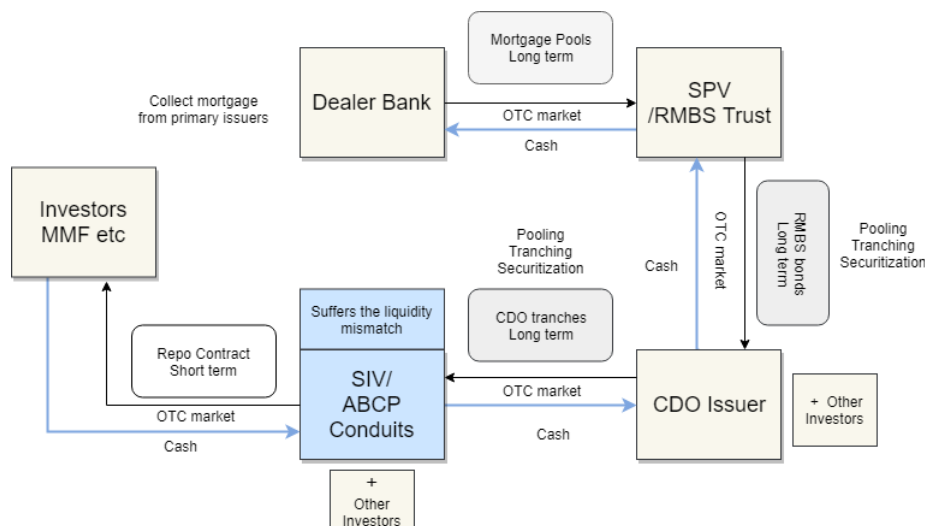 Mortgage Pools
Long term
Dealer Bank
SPV
/RMBS Trust
Collect mortgage
from primary issuers
OTC market
Cash
Investors
MMF etc
RMBS bonds
Long term
OTC market
Cash
Pooling
Tranching
Securitization
Pooling
Tranching
Securitization
Suffers the liquidity
mismatch
CDO tranches
Long term
Repo Contract
Short term
SIV/
ABCP
Conduits
OTC market
Cash
CDO Issuer
OTC market
Cash
+ Other
Investors
+
Other
Investors